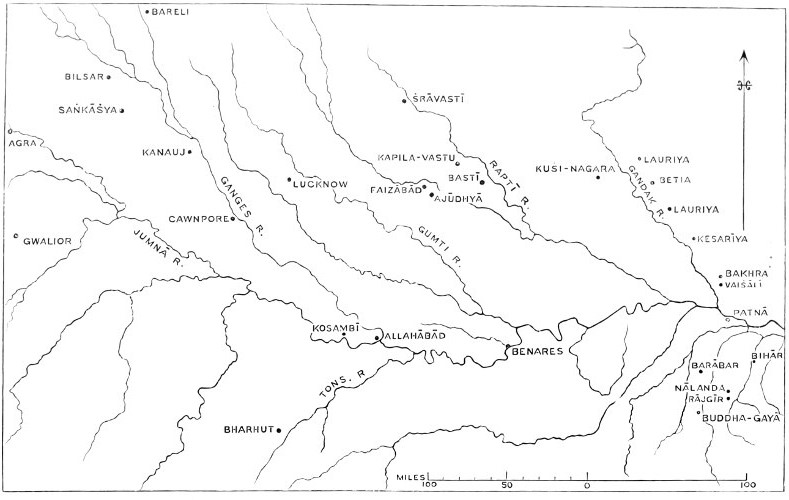 BARELI
BILSAR
SAṄKĀŚYA
ŚRĀVASTĪ
AGRA
KANAUJ
KAPILA-VASTU
LAURIYA
LUCKNOW
BASTĪ
RAPTĪ R.
KUSI-NAGARA
GANDAK R.
BETIA
FAIZĀBĀD
AJŪDHYĀ
GANGES R.
LAURIYA
CAWNPORE
GUMTI R.
GWALIOR
JUMNĀ R.
KESARĪYA
BAKHRA
VAIŚĀLĪ
PATNĀ
KOSAMBĪ
ALLAHĀBĀD
BENARES
BIHĀR
BARĀBAR
TONS. R
NĀLANDA
RĀJGĪR
BUDDHA-GAYĀ
BHARHUT
MILES 100 50 0 100